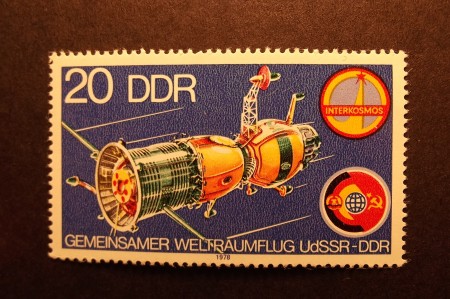 20 DDR
INTERKOSMOS
GEMEINSAMER WELTRAUMFLUG UdSSR-DDR
1978